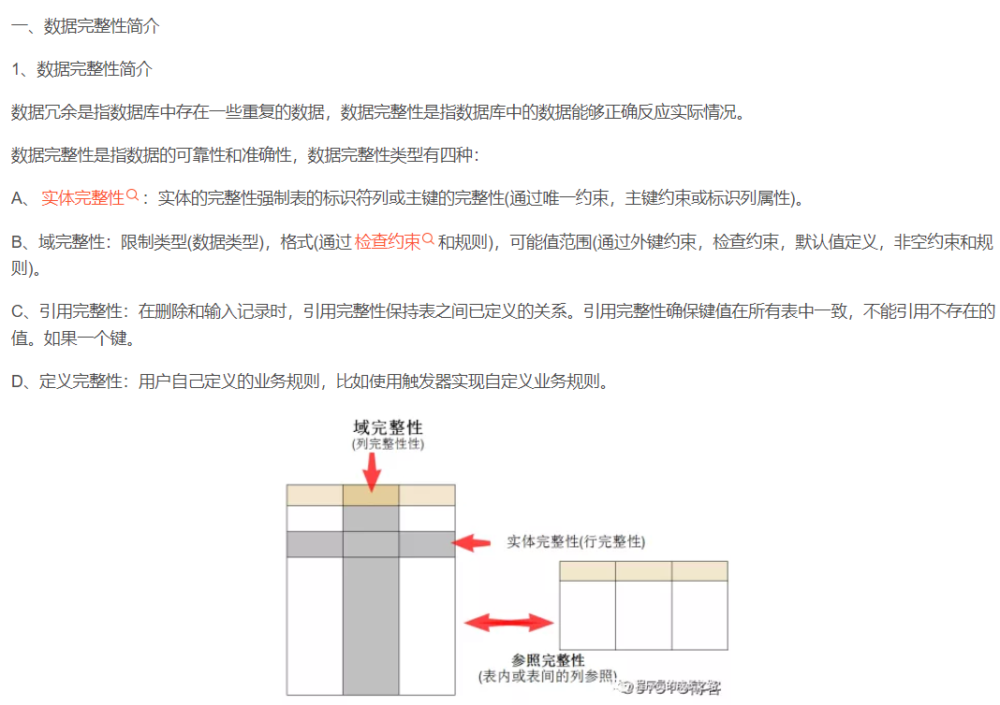 一、数据完整性简介
1、数据完整性简介
数据冗余是指数据库中存在一些重复的数据，数据完整性是指数据库中的数据能够正确反应实际情况。
数据完整性是指数据的可靠性和准确性，数据完整性类型有四种：
A、实体完整性：实体的完整性强制表的标识符列或主键的完整性(通过唯一约束，主键约束或标识列属性)。
B、域完整性：限制类型(数据类型)，格式(通过检查约束和规则)，可能值范围(通过外键约束，检查约束，默认值定义，非空约束和规
则)。
C、引用完整性：在删除和输入记录时，引用完整性保持表之间已定义的关系。引用完整性确保键值在所有表中一致，不能引用不存在的
值。如果一个键。
D、定义完整性：用户自己定义的业务规则，比如使用触发器实现自定义业务规则。
域完整性
(列完整性性)
实体完整性(行完整性)
参照完整性
(表内或表间的列参照)